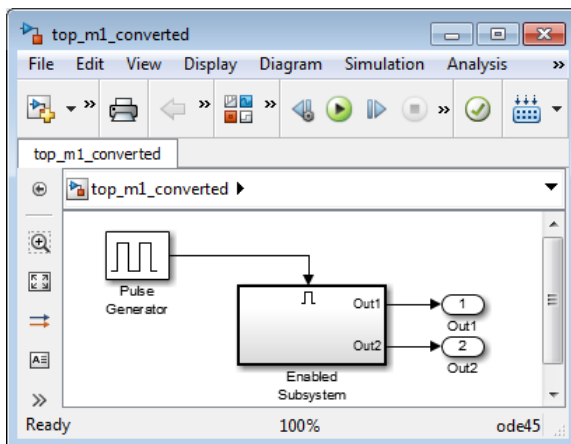 top_m1_converted
File Edit View Display Diagram Simulation Analysis »
» » » »
top_m1_converted
top_m1_converted
Pulse
Generator
Out1
1
Out1
Out2
2
Out2
Enabled
Subsystem
A
»
Ready 100% ode45